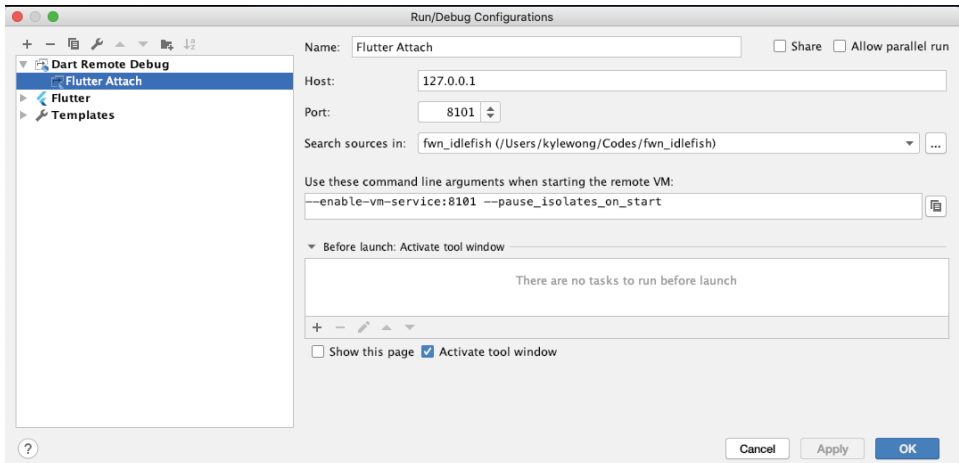 Run/Debug Configurations
Dart Remote Debug
Flutter Attach
Flutter
Templates
Name: Flutter Attach
Share Allow parallel run
Host: 127.0.0.1
Port: 8101
Search sources in: fwn_idlefish (/Users/kylewong/Codes/fwn_idlefish) ...
Use these command line arguments when starting the remote VM:
--enable-vm-service:8101 --pause_isolates_on_start
Before launch: Activate tool window
There are no tasks to run before launch
Show this page Activate tool window
? Cancel Apply OK